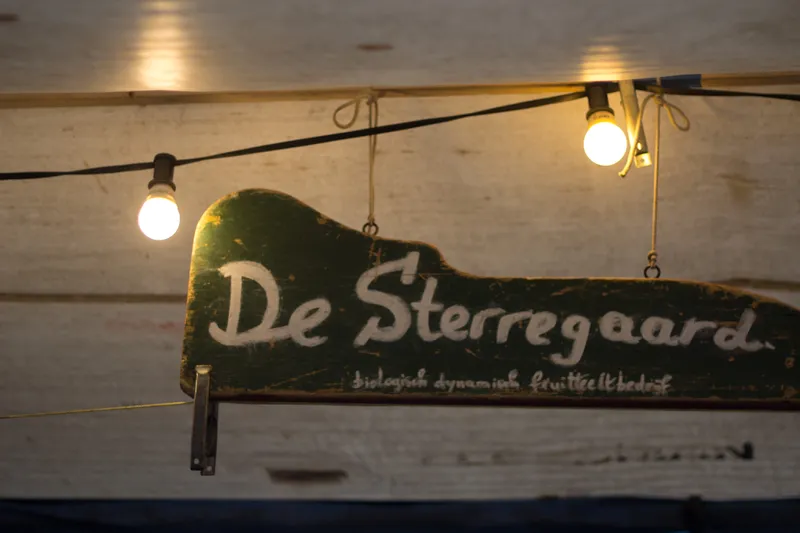 De Sterregaard.
biologisch dynamisch fruitteeltbedrijf